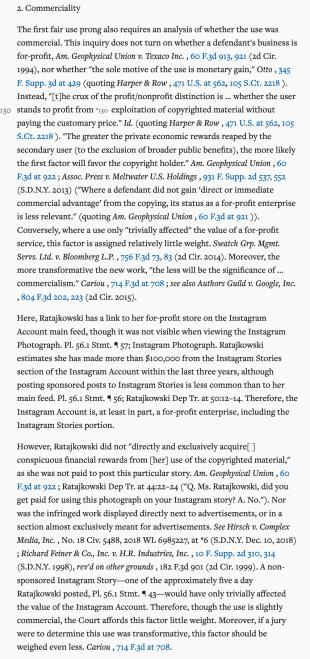 2. Commerciality
The first fair use prong also requires an analysis of whether the use was
commercial. This inquiry does not turn on whether a defendant's business is
for-profit, Am. Geophysical Union v. Texaco Inc. , 60 F.3d 913, 921 (2d Cir.
1994), nor whether "the sole motive of the use is monetary gain," Otto , 345
F. Supp. 3d at 429 (quoting Harper & Row , 471 U.S. at 562, 105 S.Ct. 2218 ).
Instead, "[t]he crux of the profit/nonprofit distinction is ... whether the user
130 stands to profit from *130 exploitation of copyrighted material without
paying the customary price." Id. (quoting Harper & Row , 471 U.S. at 562, 105
S.Ct. 2218 ). "The greater the private economic rewards reaped by the
secondary user (to the exclusion of broader public benefits), the more likely
the first factor will favor the copyright holder." Am. Geophysical Union , 60
F.3d at 922 ; Assoc. Press v. Meltwater U.S. Holdings , 931 F. Supp. 2d 537, 552
(S.D.N.Y. 2013) ("Where a defendant did not gain 'direct or immediate
commercial advantage' from the copying, its status as a for-profit enterprise
is less relevant." (quoting Am. Geophysical Union , 60 F.3d at 921 )).
Conversely, where a use only "trivially affected" the value of a for-profit
service, this factor is assigned relatively little weight. Swatch Grp. Mgmt.
Servs. Ltd. v. Bloomberg L.P. , 756 F.3d 73, 83 (2d Cir. 2014). Moreover, the
more transformative the new work, "the less will be the significance of ...
commercialism." Cariou , 714 F.3d at 708 ; see also Authors Guild v. Google, Inc.
, 804 F.3d 202, 223 (2d Cir. 2015).
Here, Ratajkowski has a link to her for-profit store on the Instagram
Account main feed, though it was not visible when viewing the Instagram
Photograph. Pl. 56.1 Stmt. ¶ 57; Instagram Photograph. Ratajkowski
estimates she has made more than $100,000 from the Instagram Stories
section of the Instagram Account within the last three years, although
posting sponsored posts to Instagram Stories is less common than to her
main feed. Pl. 56.1 Stmt. ¶ 56; Ratajkowski Dep Tr. at 50:12–14. Therefore, the
Instagram Account is, at least in part, a for-profit enterprise, including the
Instagram Stories portion.
However, Ratajkowski did not "directly and exclusively acquire[ ]
conspicuous financial rewards from [her] use of the copyrighted material,"
as she was not paid to post this particular story. Am. Geophysical Union , 60
F.3d at 922 ; Ratajkowski Dep Tr. at 44:22–24 ("Q. Ms. Ratajkowski, did you
get paid for using this photograph on your Instagram story? A. No."). Nor
was the infringed work displayed directly next to advertisements, or in a
section almost exclusively meant for advertisements. See Hirsch v. Complex
Media, Inc. , No. 18 Civ. 5488, 2018 WL 6985227, at *6 (S.D.N.Y. Dec. 10, 2018)
; Richard Feiner & Co., Inc. v. H.R. Industries, Inc. , 10 F. Supp. 2d 310, 314
(S.D.N.Y. 1998), rev'd on other grounds , 182 F.3d 901 (2d Cir. 1999). A non-
sponsored Instagram Story—one of the approximately five a day
Ratajkowski posted, Pl. 56.1 Stmt. ¶ 43—would have only trivially affected
the value of the Instagram Account. Therefore, though the use is slightly
commercial, the Court affords this factor little weight. Moreover, if a jury
were to determine this use was transformative, this factor should be
weighed even less. Cariou , 714 F.3d at 708.